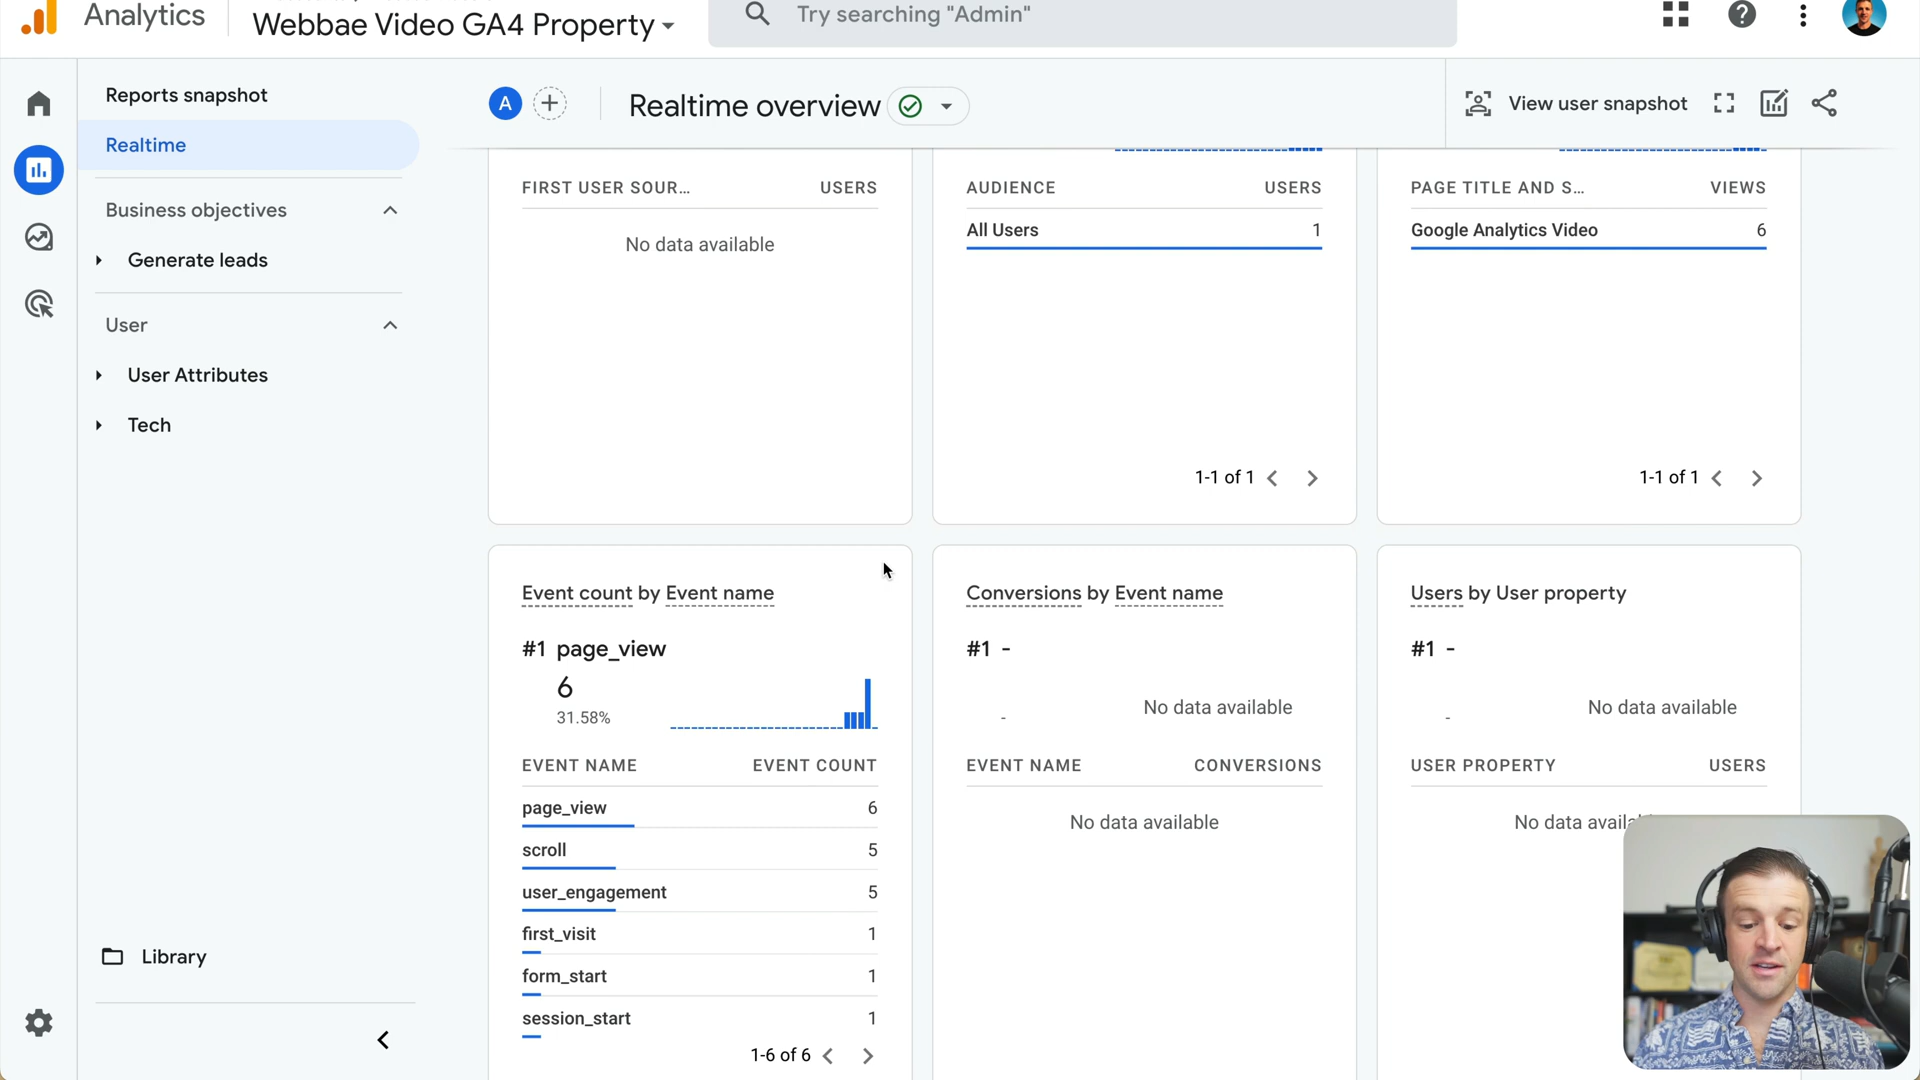 Analytics
Webbae Video GA4 Property
Try searching "Admin"
Reports snapshot
Realtime
Business objectives
Generate leads
User
User Attributes
Tech
Library
A
Realtime overview
View user snapshot
FIRST USER SOUR… USERS
No data available
AUDIENCE USERS
All Users 1
1-1 of 1
PAGE TITLE AND S… VIEWS
Google Analytics Video 6
1-1 of 1
Event count by Event name
#1 page_view
6
31.58%
EVENT NAME EVENT COUNT
page_view 6
scroll 5
user_engagement 5
first_visit 1
form_start 1
session_start 1
1-6 of 6
Conversions by Event name
#1 -
-
No data available
EVENT NAME CONVERSIONS
No data available
Users by User property
#1 -
-
No data available
USER PROPERTY USERS
No data